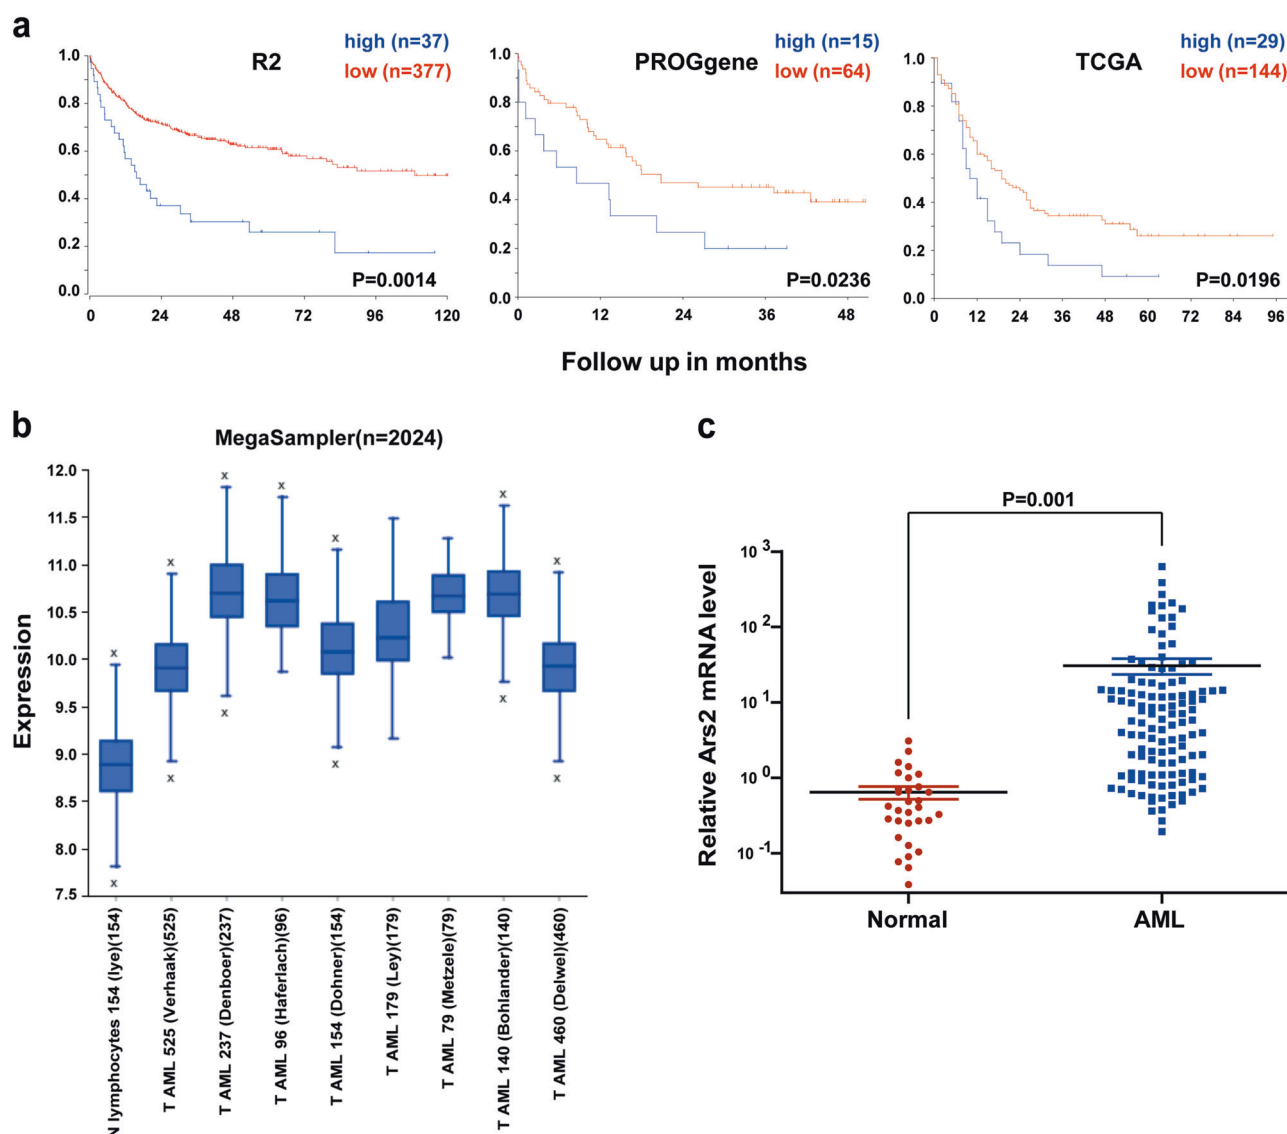 a
R2
high (n=37)
low (n=377)
1.0
0.8
0.6
0.4
0.2
0.0
P=0.0014
0 24 48 72 96 120
PROGgene
high (n=15)
low (n=64)
1.0
0.8
0.6
0.4
0.2
0.0
P=0.0236
0 12 24 36 48
TCGA
high (n=29)
low (n=144)
1.0
0.8
0.6
0.4
0.2
0.0
P=0.0196
0 12 24 36 48 60 72 84 96
Follow up in months
b
MegaSampler(n=2024)
Expression
12.0
11.5
11.0
10.5
10.0
9.5
9.0
8.5
8.0
7.5
N lymphocytes 154 (lye)(154)
T AML 525 (Verhaak)(525)
T AML 237 (Denboer)(237)
T AML 96 (Haferlach)(96)
T AML 154 (Dohner)(154)
T AML 179 (Ley)(179)
T AML 79 (Metzele)(79)
T AML 140 (Bohlander)(140)
T AML 460 (Delwel)(460)
c
P=0.001
Relative Ars2 mRNA level
10 3
10 2
10 1
10 0
10 -1
Normal
AML